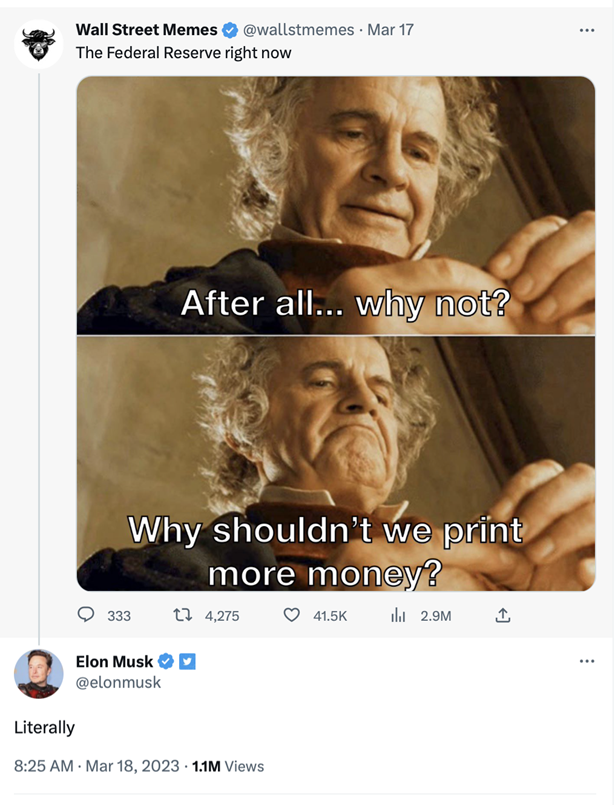 Wall Street Memes @wallstmemes · Mar 17
The Federal Reserve right now
After all... why not?
Why shouldn't we print
more money?
333 4,275 41.5K 2.9M
Elon Musk
@elonmusk
Literally
8:25 AM · Mar 18, 2023 · 1.1M Views